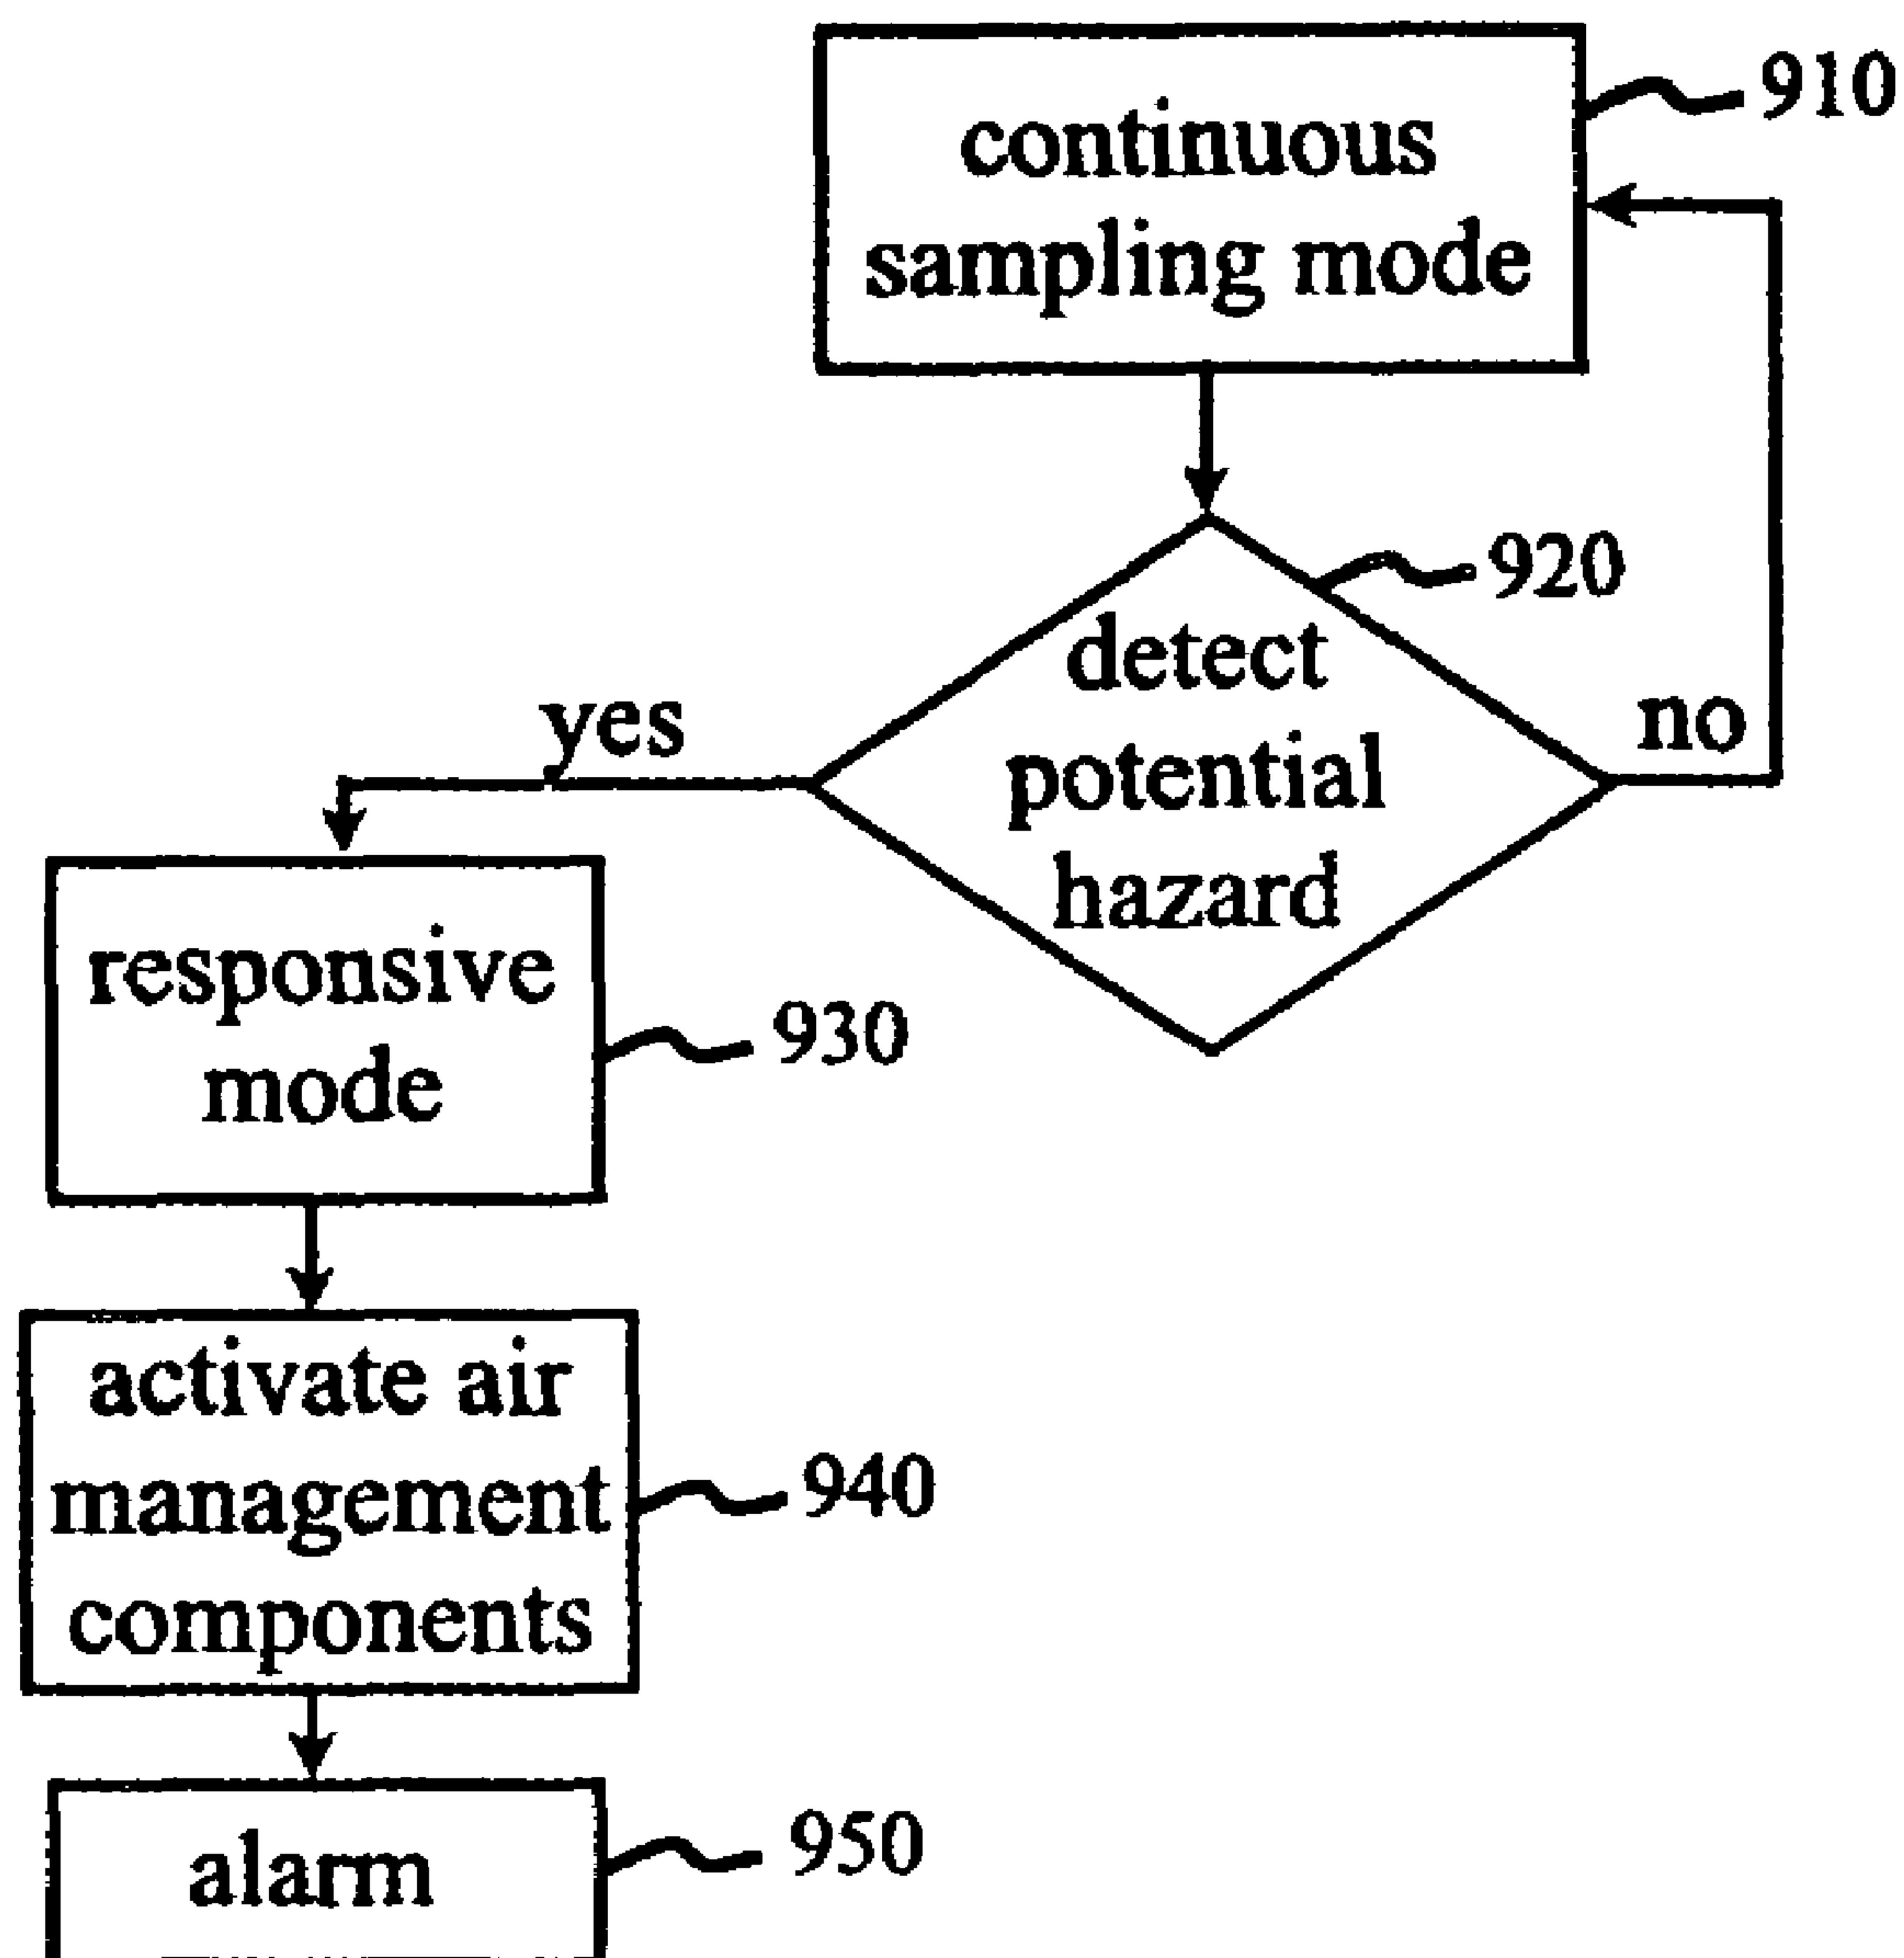 continuous
sampling mode
910
920
detect
potential
hazard
yes
no
responsive
mode
930
activate air
management
components
940
alarm
950